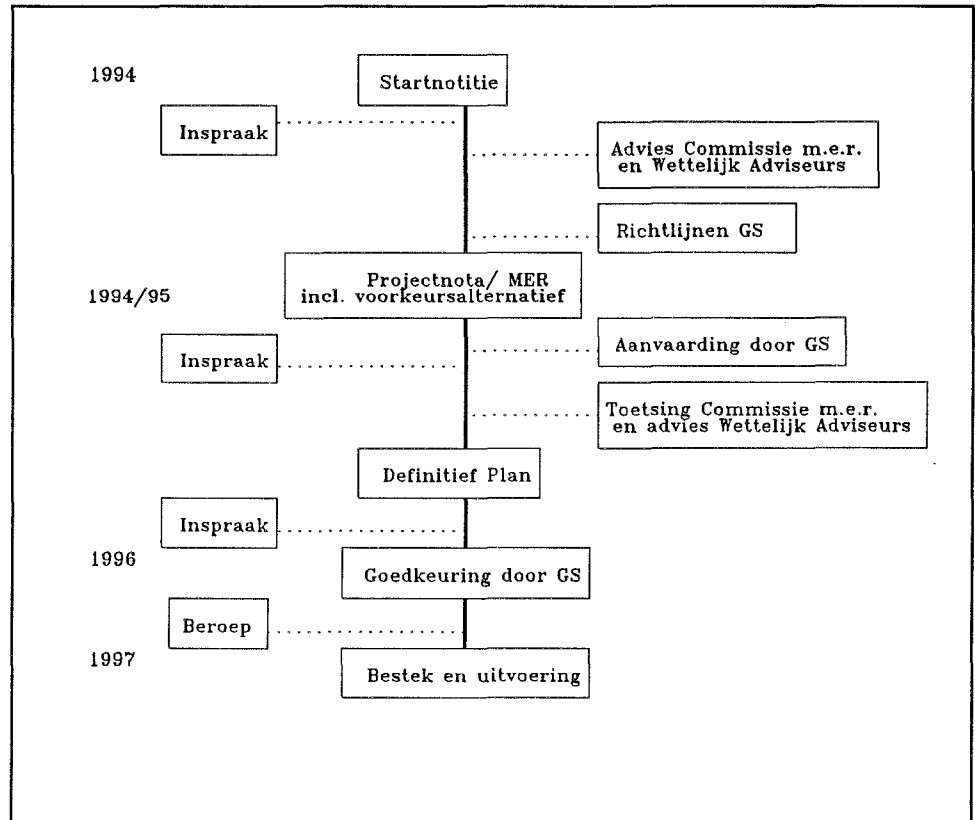 1994
Startnotitie
Inspraak
Advies Commissie m.e.r.
en Wettelijk Adviseurs
Richtlijnen GS
Projectnota/ MER
incl. voorkeursalternatief
1994/95
Aanvaarding door GS
Inspraak
Toetsing Commissie m.e.r.
en advies Wettelijk Adviseurs
Definitief Plan
Inspraak
1996
Goedkeuring door GS
Beroep
1997
Bestek en uitvoering